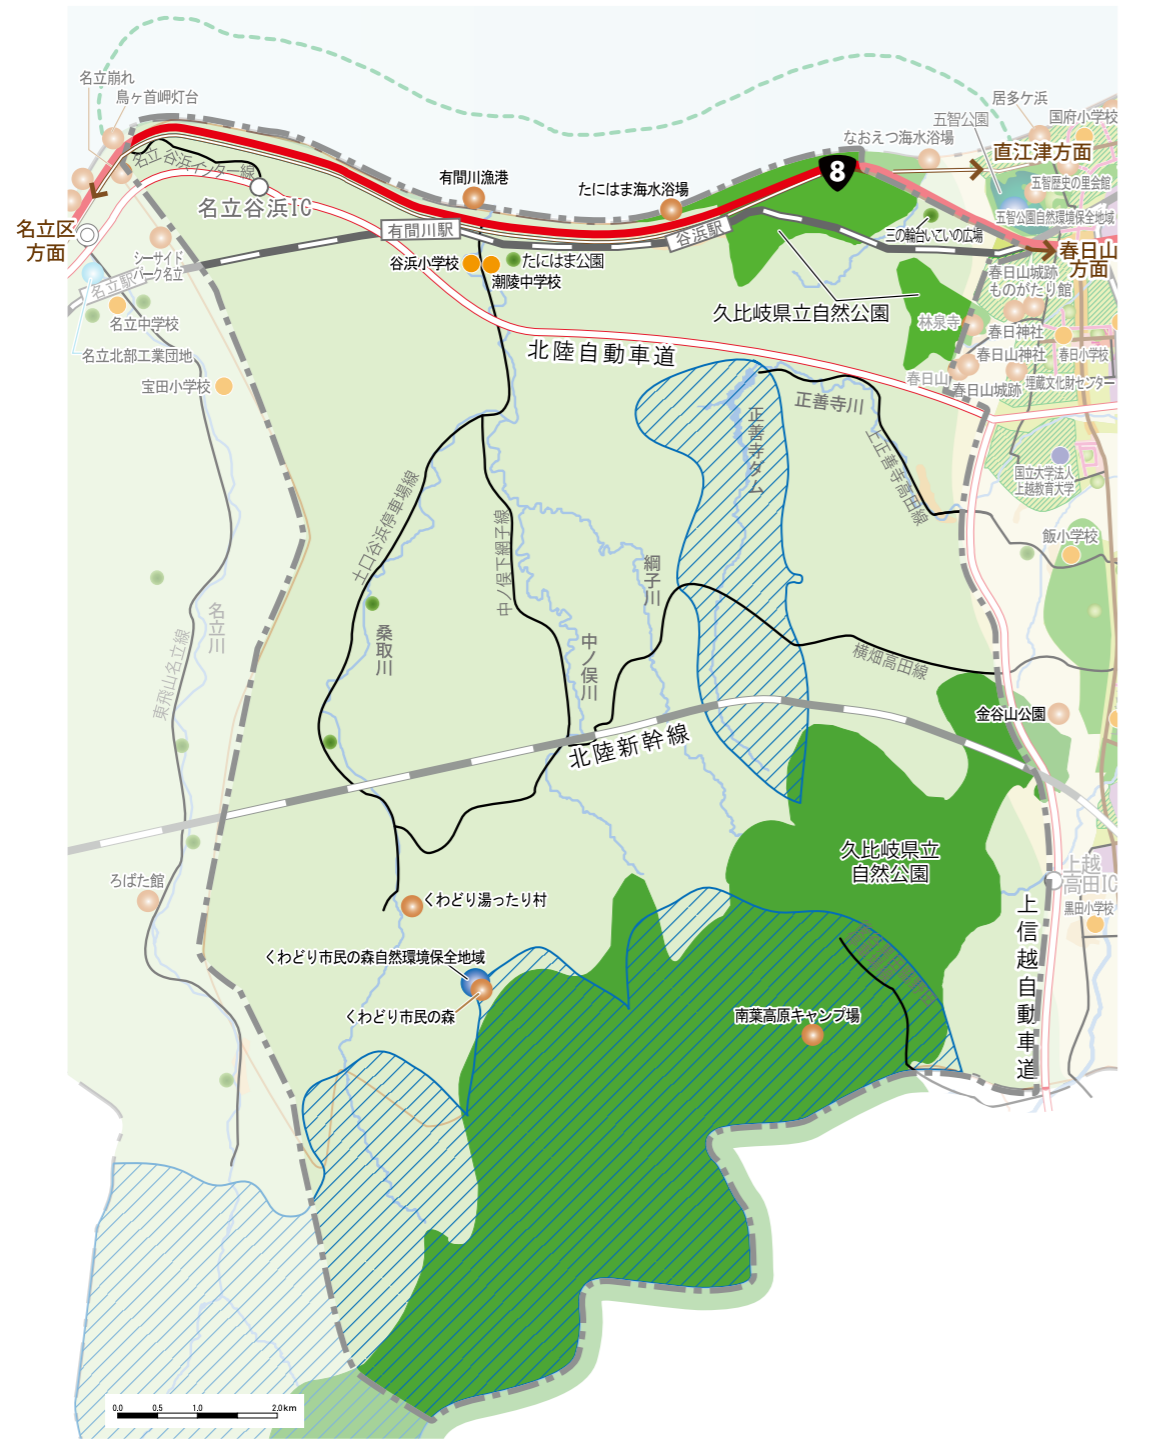 名立崩れ
鳥ヶ首岬灯台
居多ケ浜
国府小学校
五智公園
なおえつ海水浴場
直江津方面
名立谷浜インター線
有間川漁港
たにはま海水浴場
8
五智歴史の里会館
名立谷浜IC
五智公園自然環境保全地域
名立区
方面
有間川駅
谷浜駅
三の輪台いこいの広場
春日山
方面
シーサイド
パーク名立
谷浜小学校
たにはま公園
潮陵中学校
春日山城跡
ものがたり館
名立駅
久比岐県立自然公園
林泉寺
名立中学校
春日神社
名立北部工業団地
北陸自動車道
春日山神社
春日小学校
宝田小学校
春日山
春日山城跡
埋蔵文化財センター
正善寺川
正善寺ダム
上正善寺高田線
国立大学法人
上越教育大学
土口谷浜停車場線
中ノ俣下網子線
飯小学校
綱子川
名立川
桑取川
中ノ俣川
東飛山名立線
横畑高田線
金谷山公園
北陸新幹線
久比岐県立
自然公園
上越
高田IC
ろばた館
くわどり湯ったり村
黒田小学校
上信越自動車道
くわどり市民の森自然環境保全地域
くわどり市民の森
南葉高原キャンプ場
0.0 0.5 1.0 2.0km